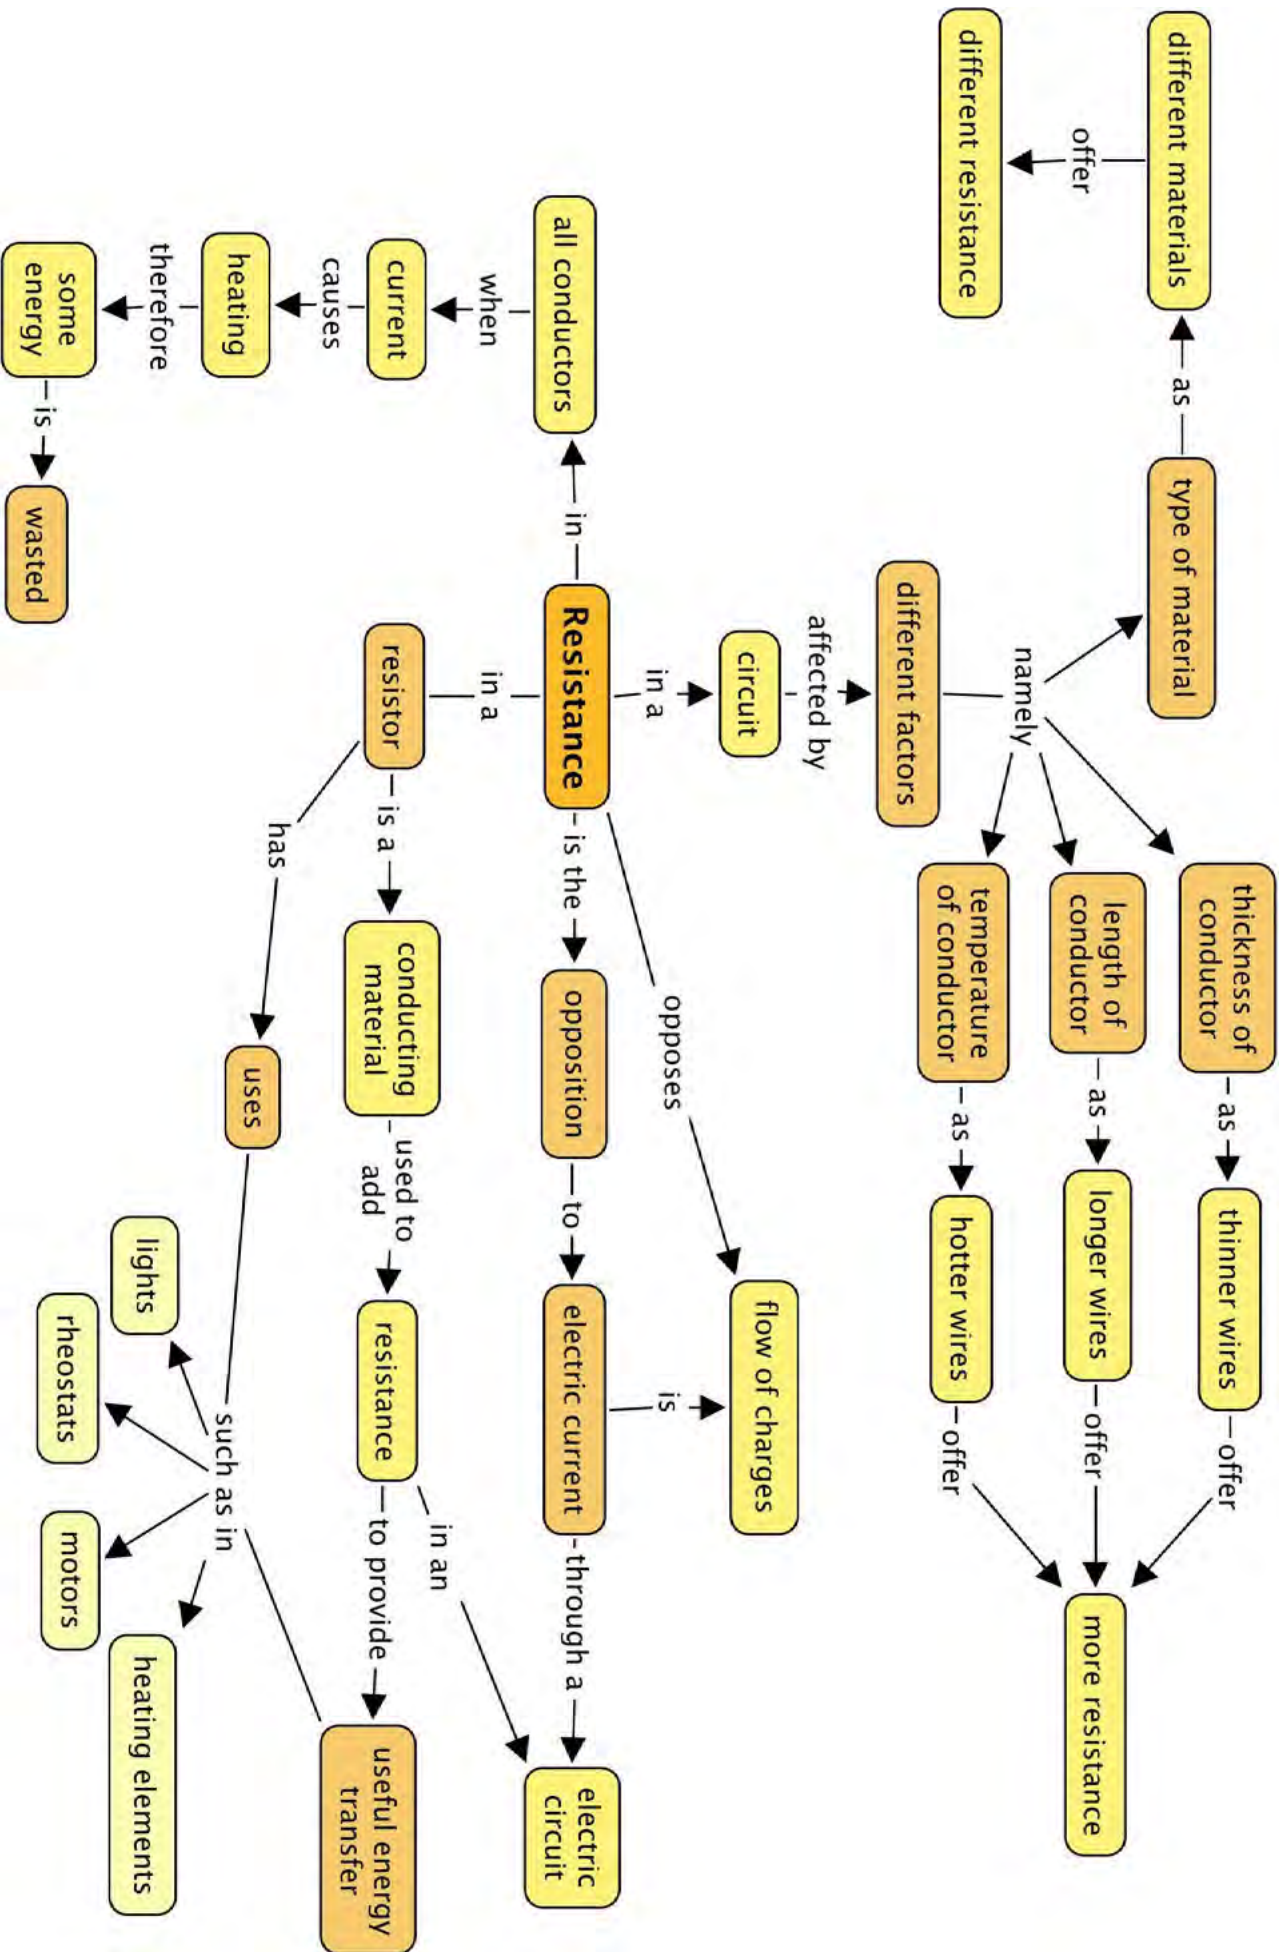 different materials
offer
different resistance
as
type of material
namely
thickness of
conductor
as
thinner wires
offer
length of
conductor
as
longer wires
offer
more resistance
temperature
of conductor
as
hotter wires
offer
different factors
affected by
circuit
in a
Resistance
opposes
flow of charges
is
is the
opposition
to
electric current
through a
electric
circuit
in
all conductors
when
current
causes
heating
therefore
some
energy
is
wasted
in a
resistor
is a
conducting
material
used to
add
resistance
in an
to provide
useful energy
transfer
has
uses
such as in
lights
rheostats
motors
heating elements